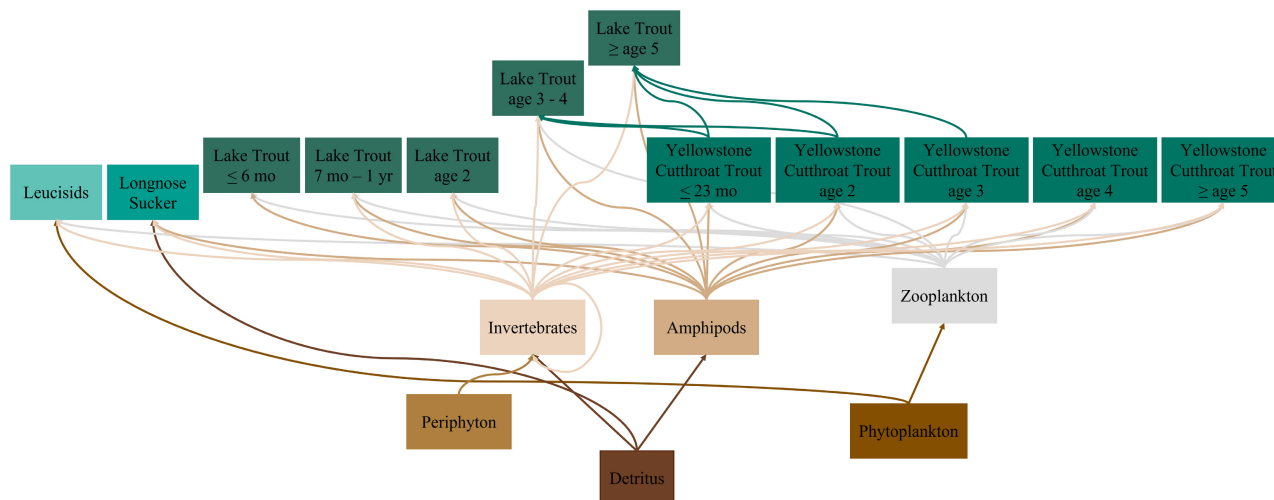 Lake Trout
≥ age 5
Lake Trout
age 3 - 4
Leucisids
Longnose
Sucker
Lake Trout
≤ 6 mo
Lake Trout
7 mo – 1 yr
Lake Trout
age 2
Yellowstone
Cutthroat Trout
≤ 23 mo
Yellowstone
Cutthroat Trout
age 2
Yellowstone
Cutthroat Trout
age 3
Yellowstone
Cutthroat Trout
age 4
Yellowstone
Cutthroat Trout
≥ age 5
Invertebrates
Amphipods
Zooplankton
Periphyton
Phytoplankton
Detritus